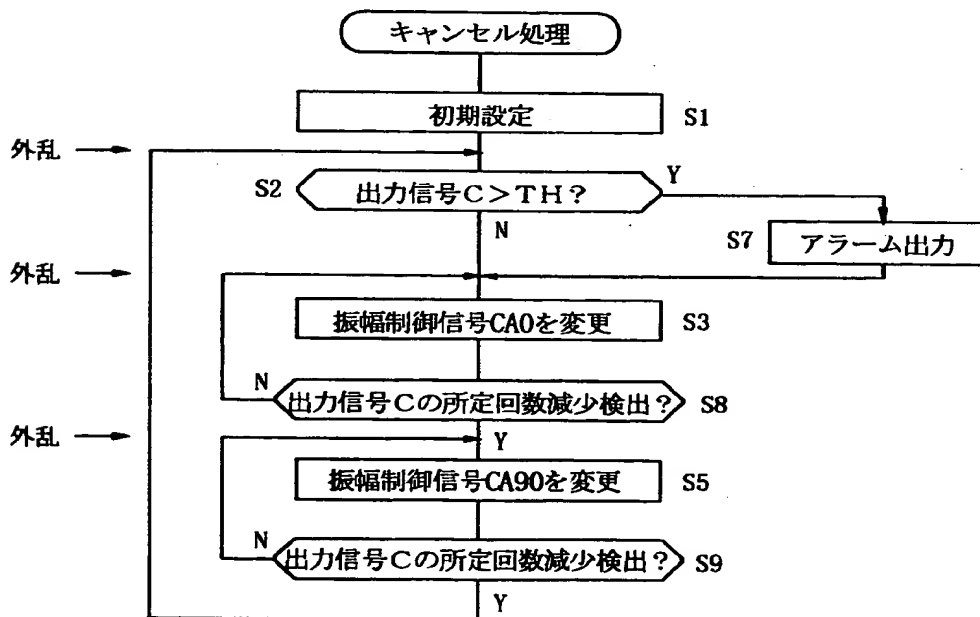 キャンセル処理
初期設定 S1
外乱
S2 出力信号C>TH? Y
N
S7 アラーム出力
外乱
振幅制御信号CA0を変更 S3
N 出力信号Cの所定回数減少検出? S8
外乱
Y
振幅制御信号CA90を変更 S5
N 出力信号Cの所定回数減少検出? S9
Y